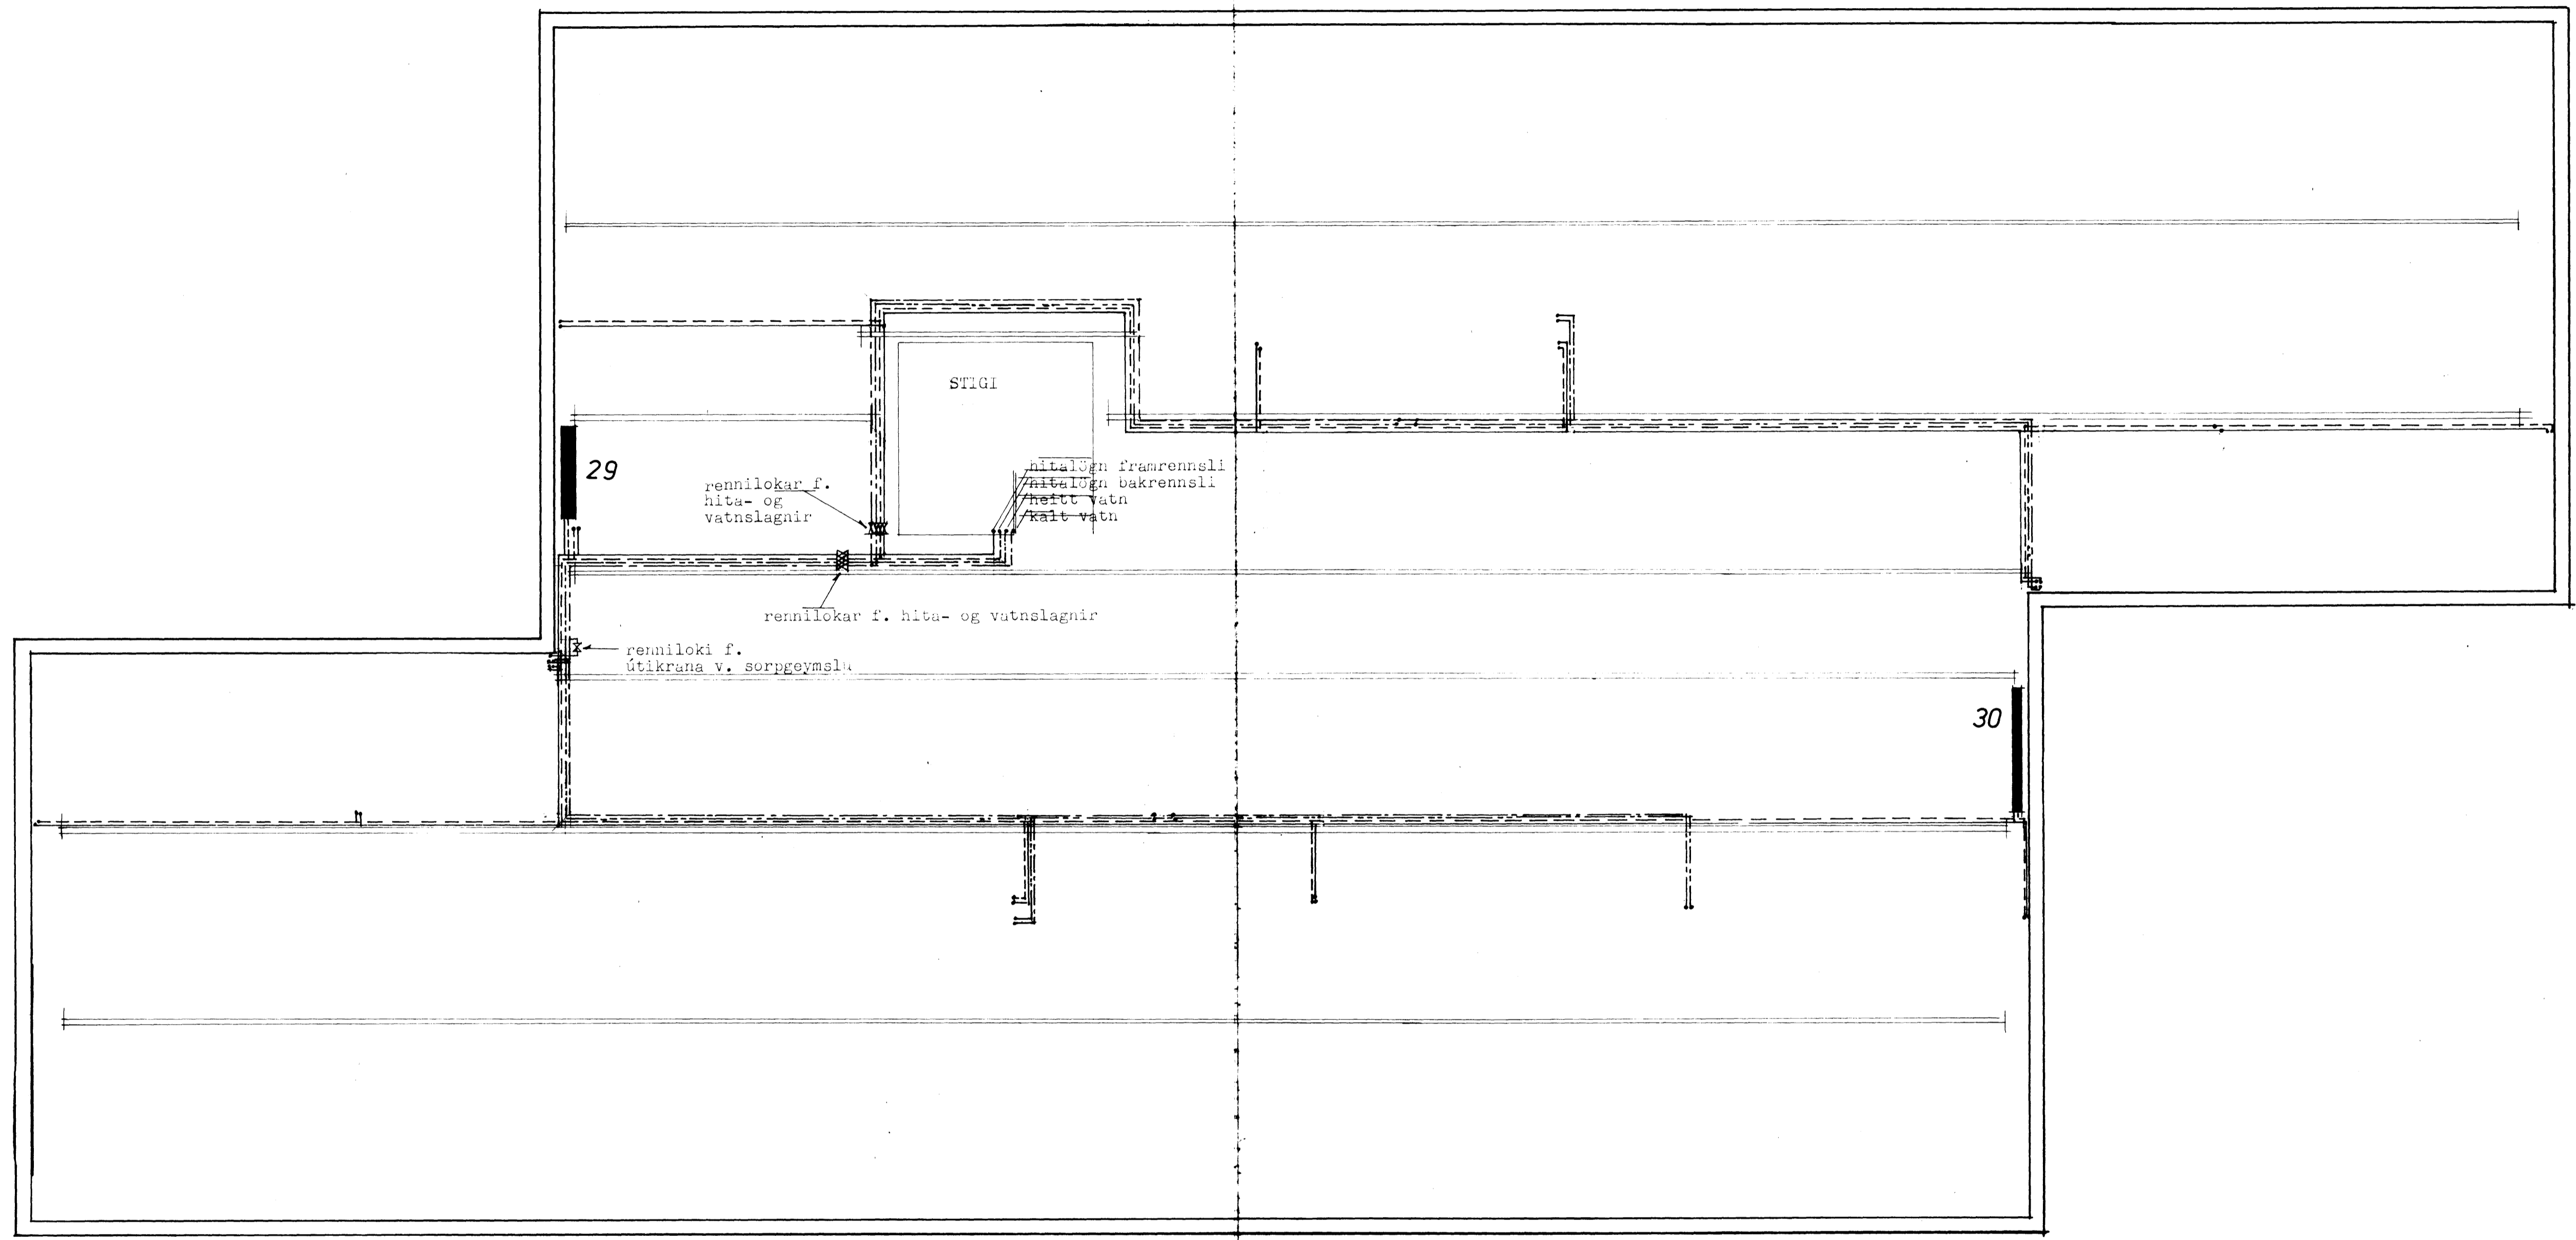 STIGI
29
hitalögn framrennsli
hitalögn bakrennsli
heitt vatn
kalt vatn
rennilokar f.
hita- og
vatnslagnir
rennilokar f. hita- og vatnslagnir
renniloki f.
útikrana v. sorpgeymslu
30